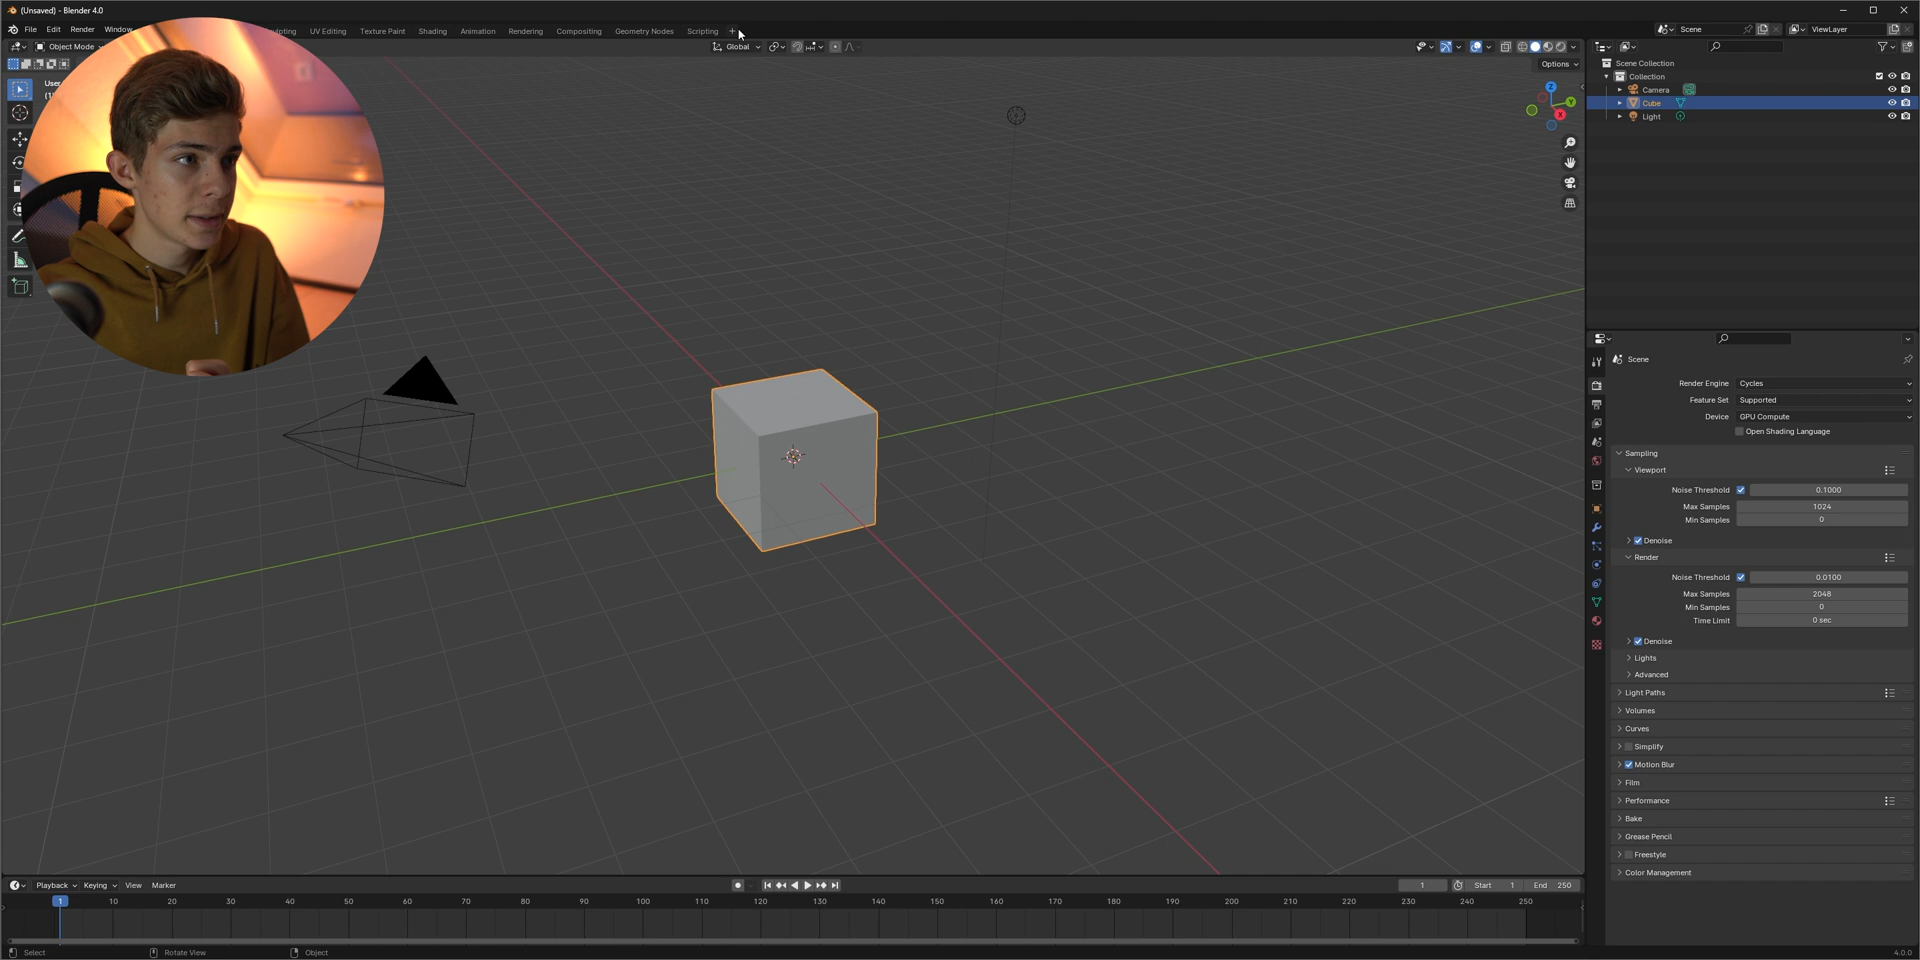 (Unsaved) - Blender 4.0
File Edit Render Window UV Editing Texture Paint Shading Animation Rendering Compositing Geometry Nodes Scripting + Scene ViewLayer
Object Mode Global
Options
User
Z
Y
X
Scene Collection
Collection
Camera
Cube
Light
Scene
Render Engine Cycles
Feature Set Supported
Device GPU Compute
Open Shading Language
Sampling
Viewport
Noise Threshold 0.1000
Max Samples 1024
Min Samples 0
Denoise
Render
Noise Threshold 0.0100
Max Samples 2048
Min Samples 0
Time Limit 0 sec
Denoise
Lights
Advanced
Light Paths
Volumes
Curves
Simplify
Motion Blur
Film
Performance
Bake
Grease Pencil
Freestyle
Color Management
Playback Keying View Marker 1 Start 1 End 250
1 10 20 30 40 50 60 70 80 90 100 110 120 130 140 150 160 170 180 190 200 210 220 230 240 250
Select Rotate View Object 4.0.0